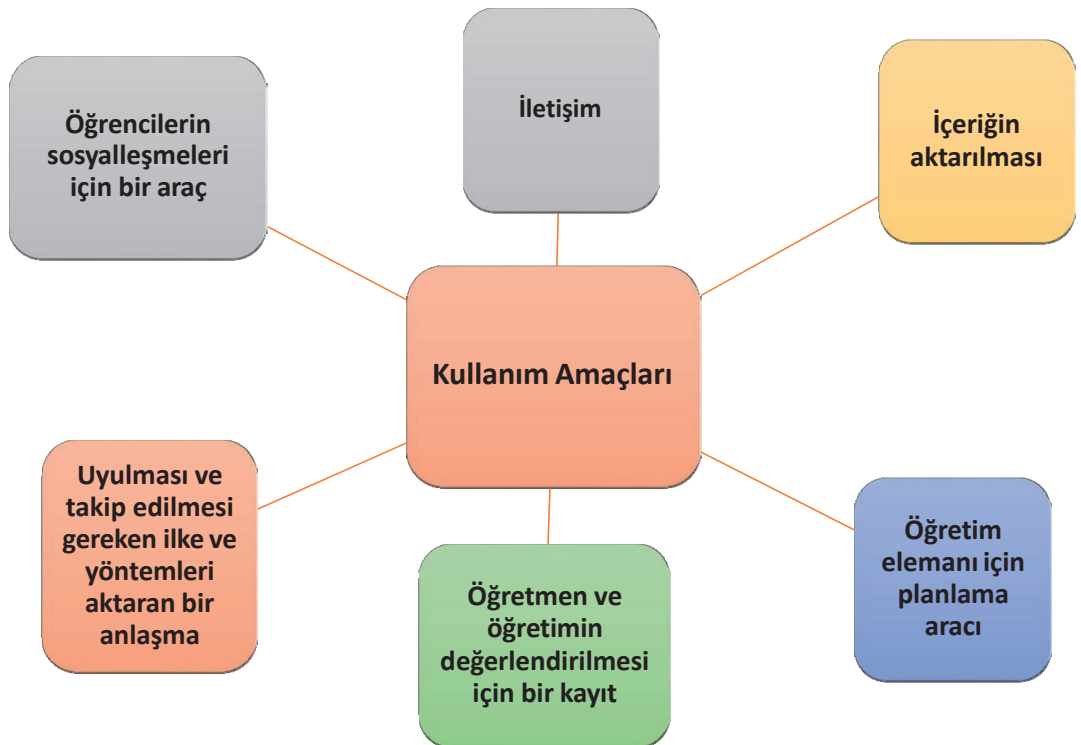 Öğrencilerin
sosyalleşmeleri
için bir araç
İletişim
İçeriğin
aktarılması
Kullanım Amaçları
Uyulması ve
takip edilmesi
gereken ilke ve
yöntemleri
aktaran bir
anlaşma
Öğretmen ve
öğretimin
değerlendirilmesi
için bir kayıt
Öğretim
elemanı için
planlama
aracı